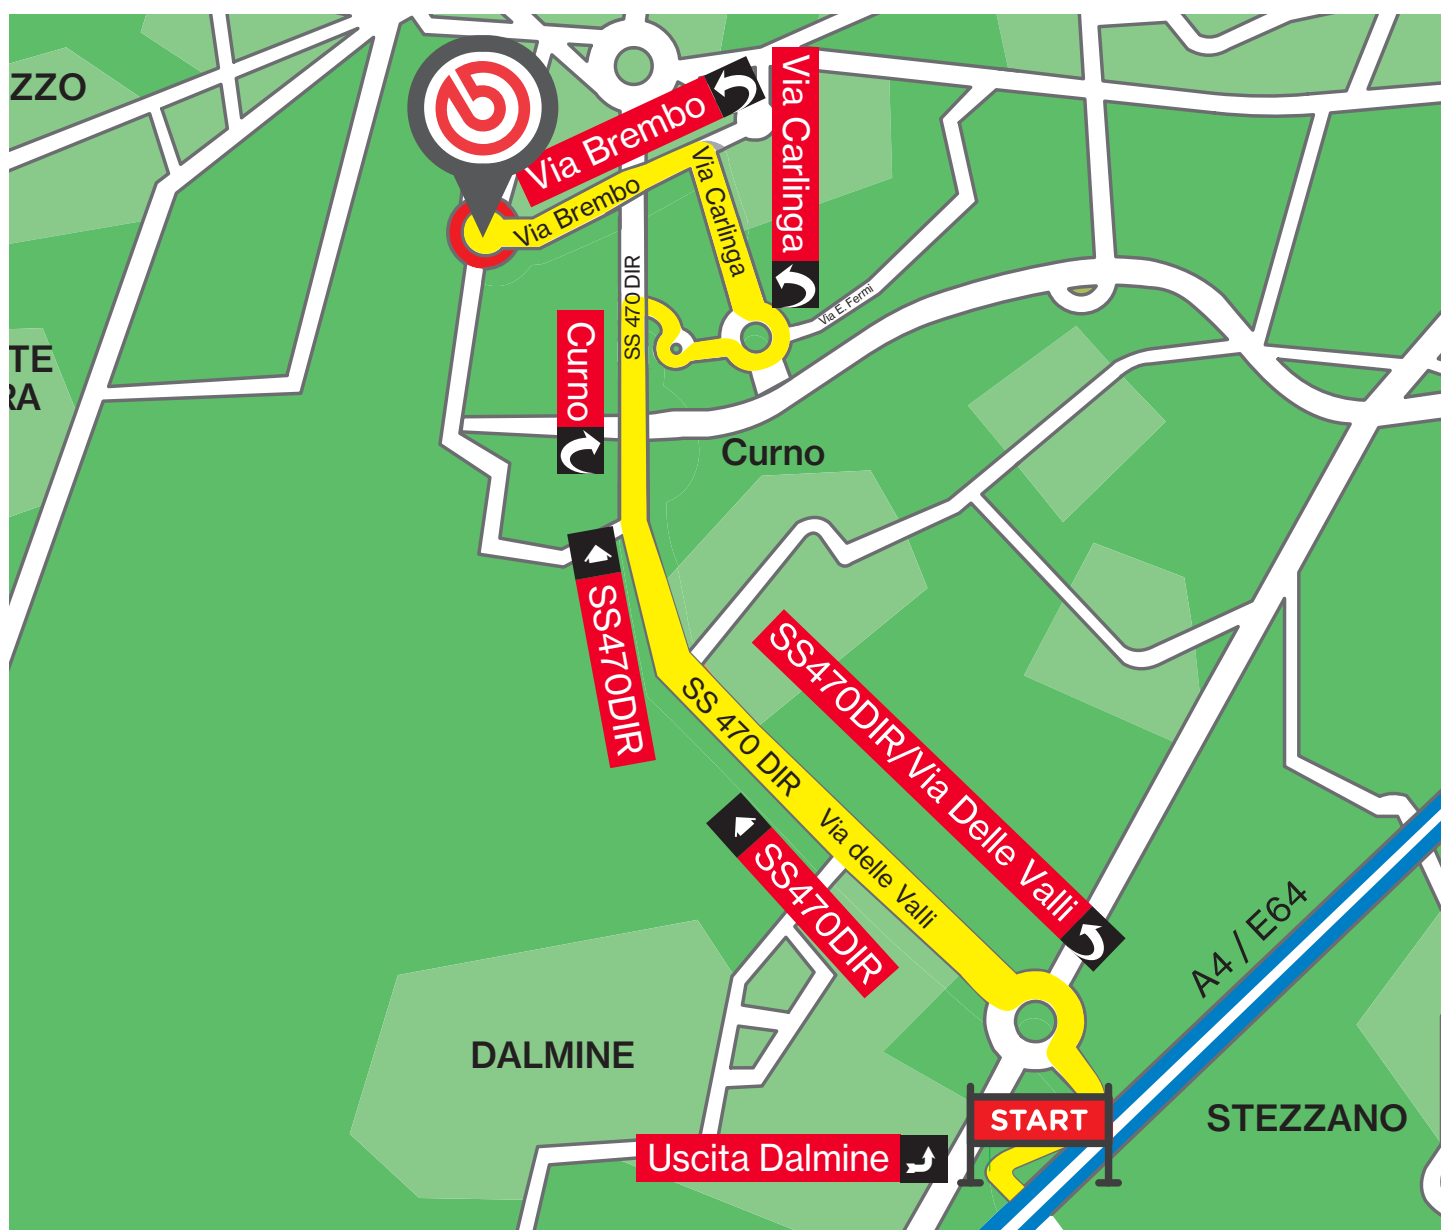 ZZO
Via Brembo
Via Carlinga
Via Brembo
Via Carlinga
SS 470 DIR
Via E. Fermi
TE
RA
Curno
Curno
SS470DIR
SS 470 DIR
Via delle Valli
SS470DIR/Via Delle Valli
SS470DIR
A4 / E64
DALMINE
START
STEZZANO
Uscita Dalmine